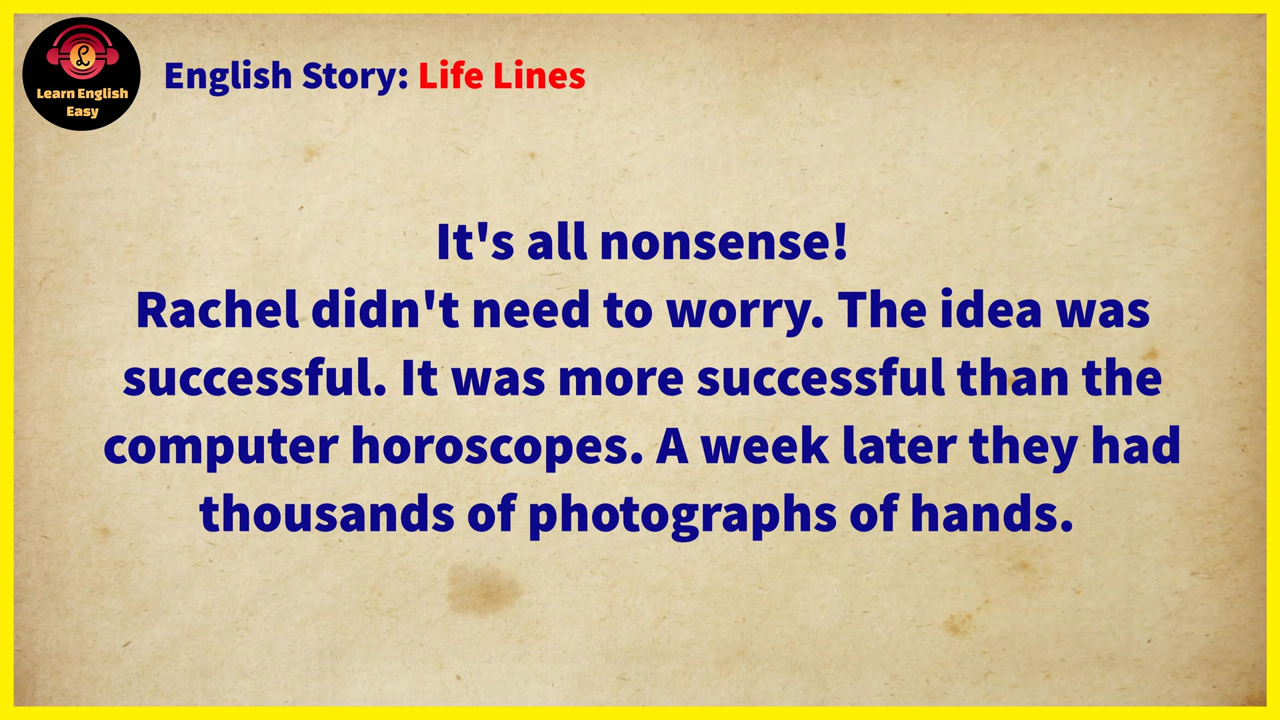 Learn English
Easy
English Story: Life Lines
It's all nonsense!
Rachel didn't need to worry. The idea was
successful. It was more successful than the
computer horoscopes. A week later they had
thousands of photographs of hands.